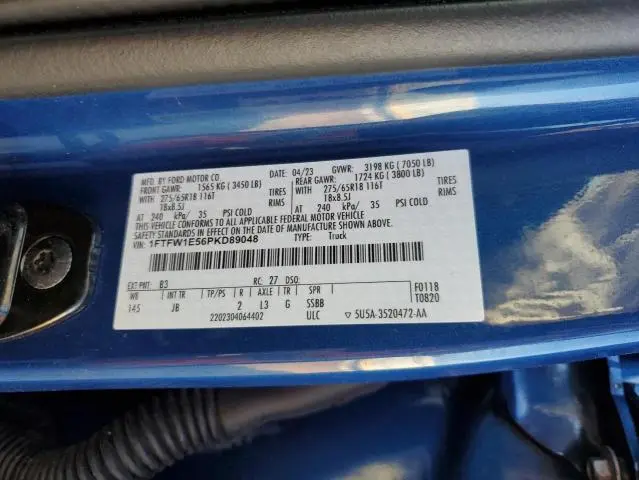 MFD. BY FORD MOTOR CO. DATE: 04/23 GVWR: 3198 KG ( 7050 LB)
FRONT GAWR: 1565 KG ( 3450 LB) REAR GAWR: 1724 KG ( 3800 LB)
WITH 275/65R18 116T TIRES WITH 275/65R18 116T TIRES
18x8.5J RIMS 18x8.5J RIMS
AT 240 kPa/ 35 PSI COLD AT 240 kPa/ 35 PSI COLD
THIS VEHICLE CONFORMS TO ALL APPLICABLE FEDERAL MOTOR VEHICLE
SAFETY STANDARDS IN EFFECT ON THE DATE OF MANUFACTURE SHOWN ABOVE.
VIN: 1FTFW1E56PKD89048 TYPE: Truck
EXT PNT: B3 RC: 27 DSO: F0118
WB INT TR TP/PS R AXLE TR SPR T0820
145 JB 2 L3 G SSBB
2202304064402 ULC 5U5A-3520472-AA